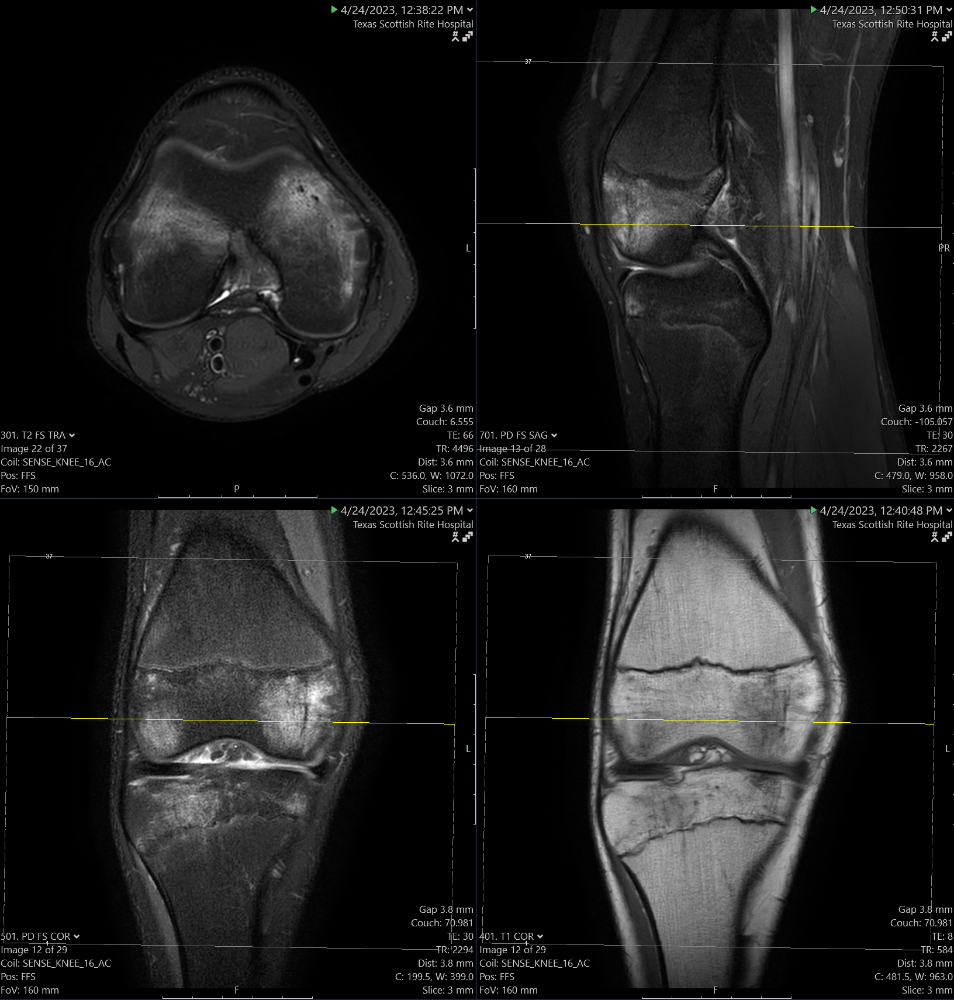 4/24/2023, 12:38:22 PM
Texas Scottish Rite Hospital
L
Gap 3.6 mm
Couch: 6.555
301. T2 FS TRA
TE: 66
Image 22 of 37
TR: 4496
Coil: SENSE_KNEE_16_AC
Dist: 3.6 mm
Pos: FFS
C: 536.0, W: 1072.0
FoV: 150 mm
P
Slice: 3 mm
4/24/2023, 12:50:31 PM
Texas Scottish Rite Hospital
37
PR
Gap 3.6 mm
Couch: -105.057
701. PD FS SAG
TE: 30
Image 13 of 28
TR: 2267
Coil: SENSE_KNEE_16_AC
Dist: 3.6 mm
Pos: FFS
C: 479.0, W: 958.0
FoV: 160 mm
F
Slice: 3 mm
4/24/2023, 12:45:25 PM
Texas Scottish Rite Hospital
37
L
Gap 3.8 mm
Couch: 70.981
501. PD FS COR
TE: 30
1
Image 12 of 29
TR: 2294
Coil: SENSE_KNEE_16_AC
Dist: 3.8 mm
Pos: FFS
C: 199.5, W: 399.0
FoV: 160 mm
F
Slice: 3 mm
4/24/2023, 12:40:48 PM
Texas Scottish Rite Hospital
37
L
Gap 3.8 mm
Couch: 70.981
401. T1 COR
TE: 8
1
Image 12 of 29
TR: 584
Coil: SENSE_KNEE_16_AC
Dist: 3.8 mm
Pos: FFS
C: 481.5, W: 963.0
FoV: 160 mm
F
Slice: 3 mm